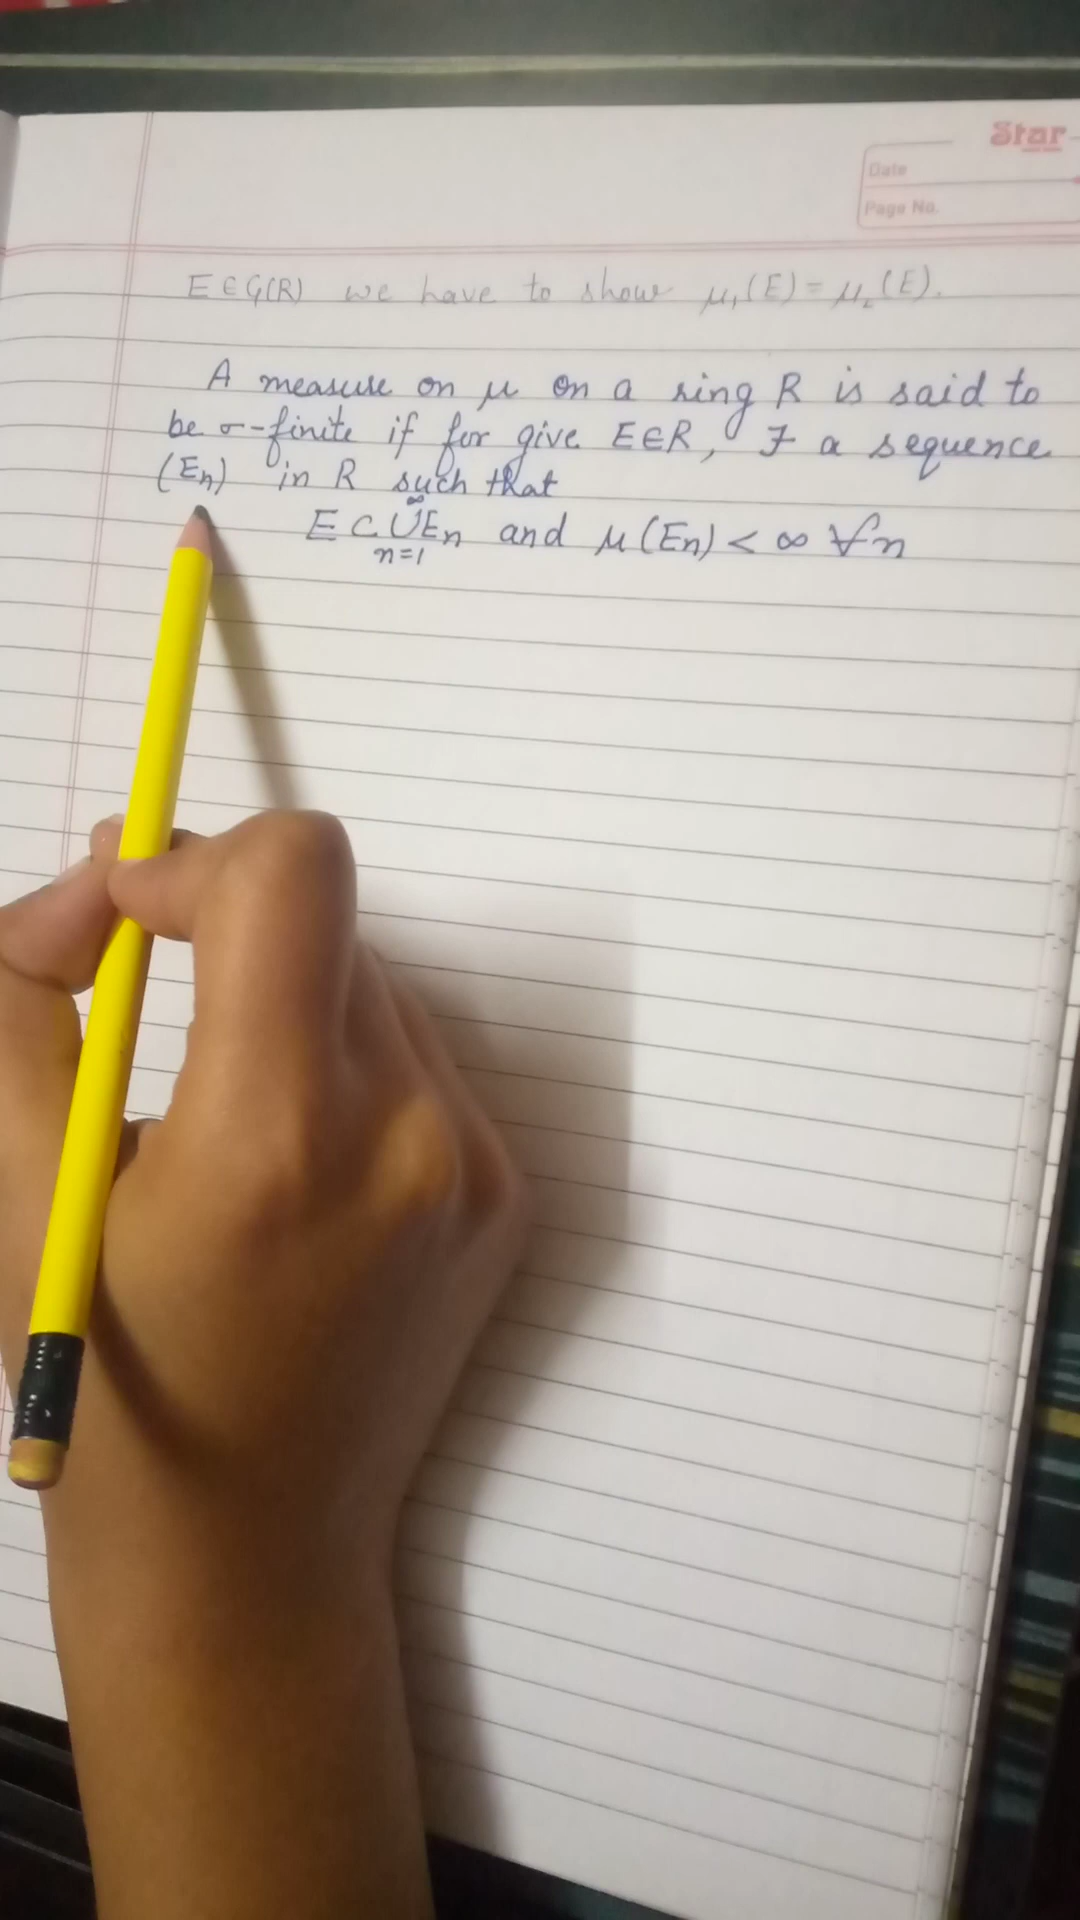 Star
Date
Page No.
E ∈ G(R) we have to show μ₁(E) = μ₂(E).
A measure on μ on a ring R is said to
be σ-finite if for give E∈R, ∃ a sequence
(En) in R such that
E ⊂ ∞∪n=1 En and μ(En) < ∞ ∀ n